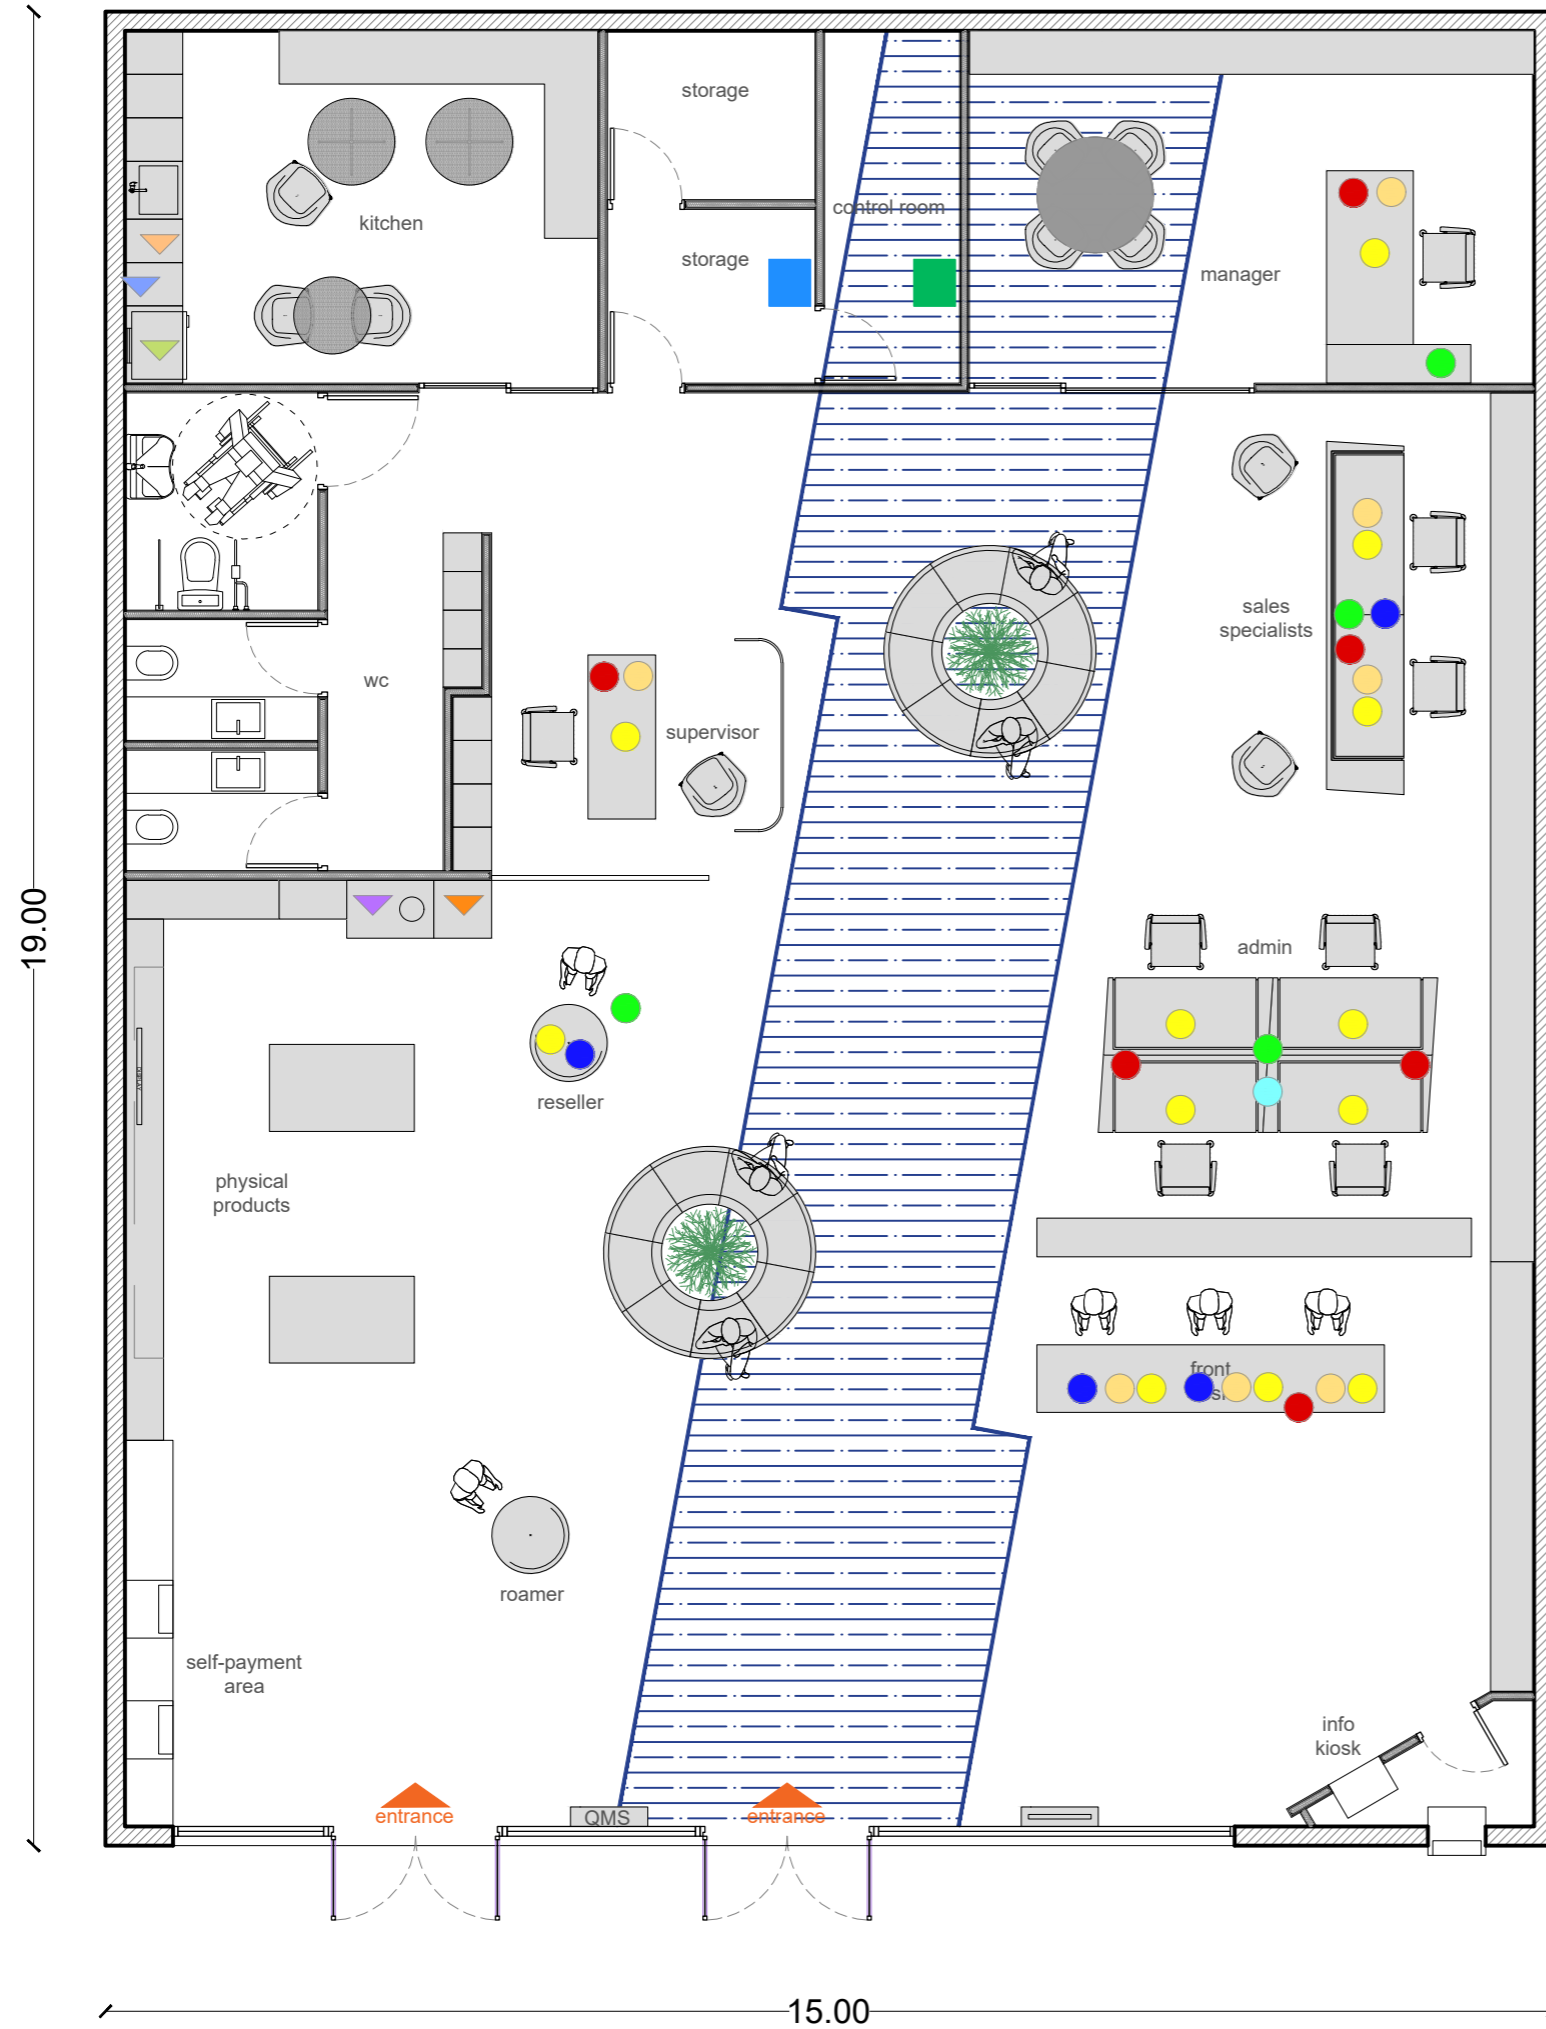 storage
control room
kitchen
storage
manager
sales
specialists
wc
supervisor
19.00
admin
reseller
physical
products
front
roamer
self-payment
area
info
kiosk
entrance
QMS
entrance
15.00